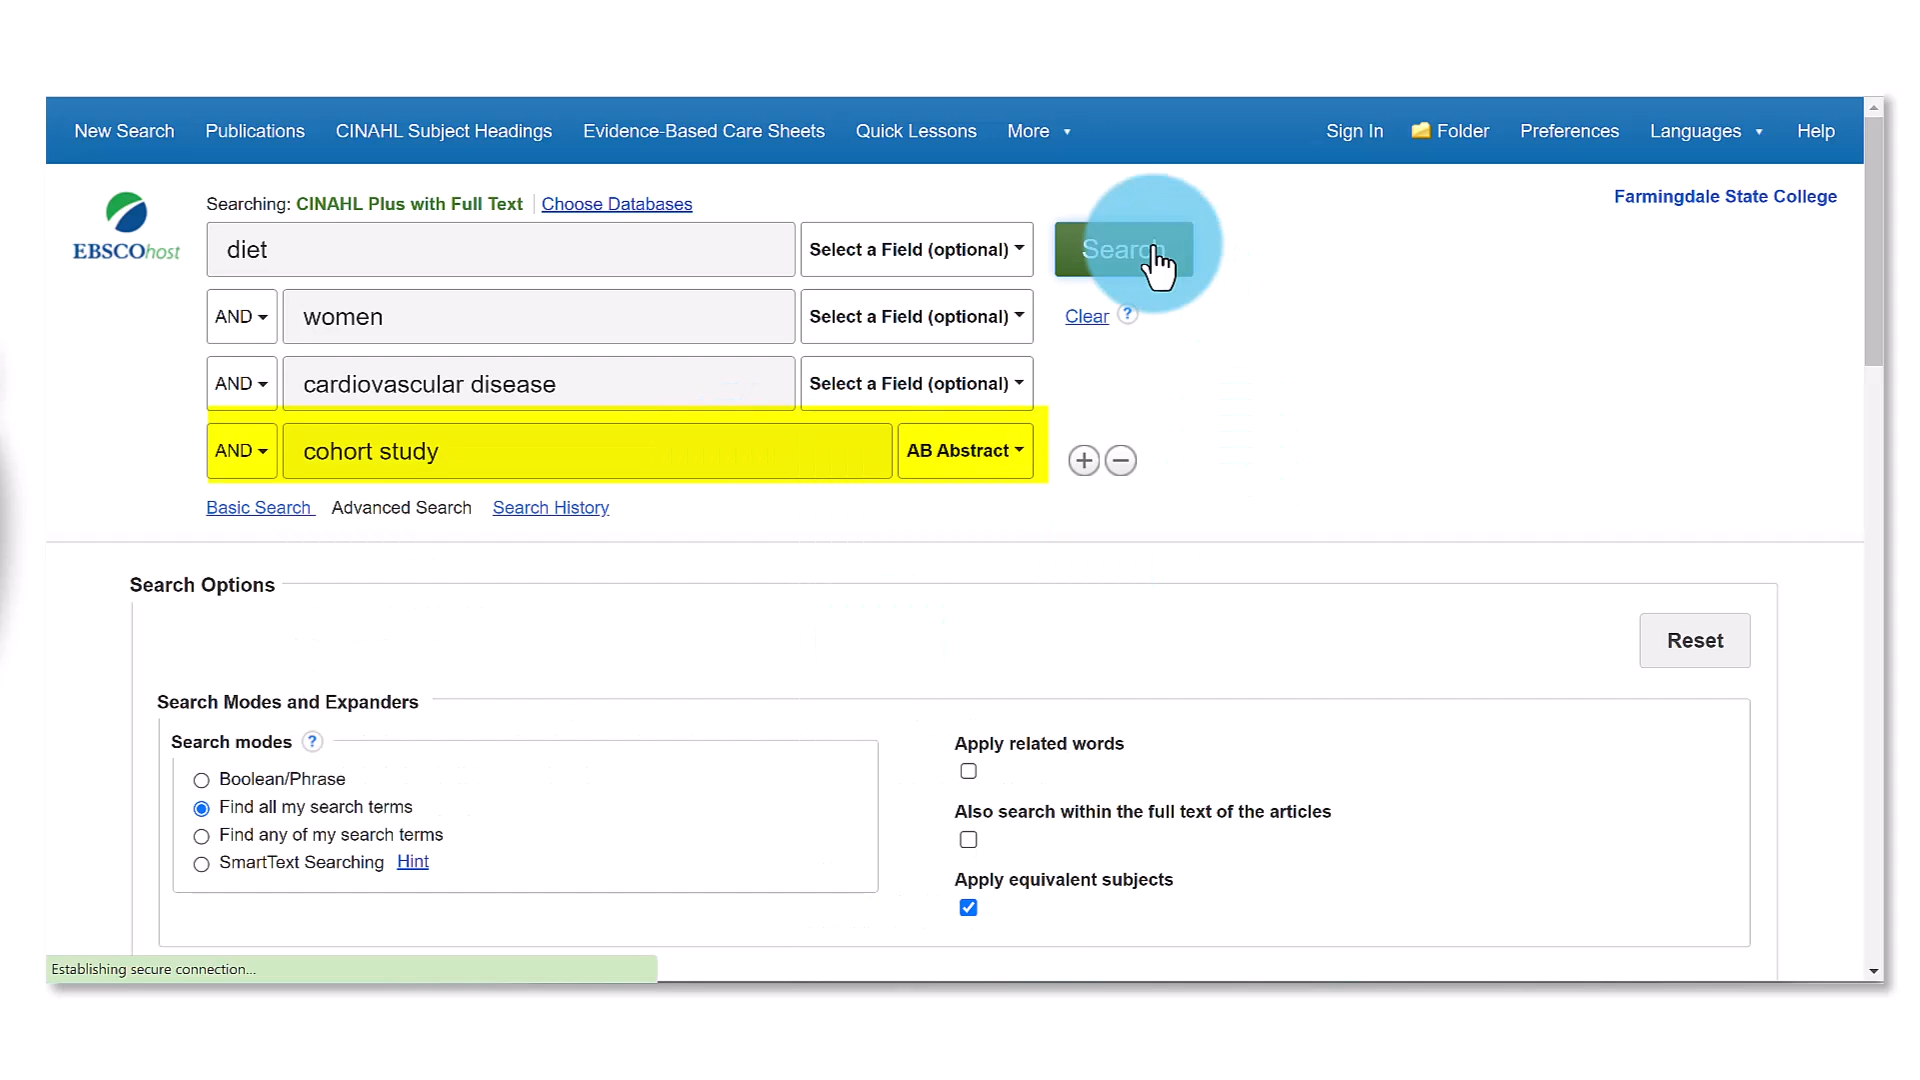 New Search Publications CINAHL Subject Headings Evidence-Based Care Sheets Quick Lessons More Sign In Folder Preferences Languages Help
Searching: CINAHL Plus with Full Text Choose Databases Farmingdale State College
EBSCOhost
diet Select a Field (optional) Search
AND women Select a Field (optional) Clear ?
AND cardiovascular disease Select a Field (optional)
AND cohort study AB Abstract
Basic Search Advanced Search Search History
Search Options
Reset
Search Modes and Expanders
Search modes ?
Boolean/Phrase
Find all my search terms
Find any of my search terms
SmartText Searching Hint
Apply related words
Also search within the full text of the articles
Apply equivalent subjects
Establishing secure connection...